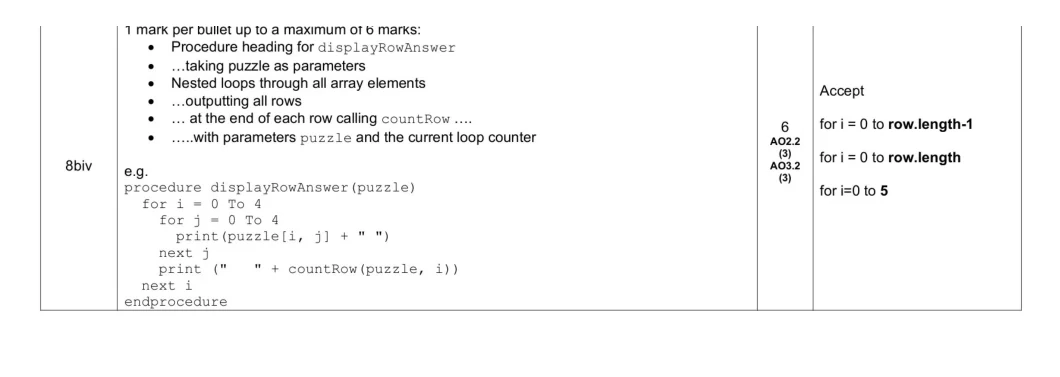 1 mark per bullet up to a maximum of 6 marks:
• Procedure heading for displayRowAnswer
• …taking puzzle as parameters
• Nested loops through all array elements
• …outputting all rows
• … at the end of each row calling countRow ….
• …..with parameters puzzle and the current loop counter
8biv
e.g.
procedure displayRowAnswer(puzzle)
for i = 0 To 4
for j = 0 To 4
print(puzzle[i, j] + " ")
next j
print ("   " + countRow(puzzle, i))
next i
endprocedure
6
AO2.2
(3)
AO3.2
(3)
Accept
for i = 0 to row.length-1
for i = 0 to row.length
for i=0 to 5